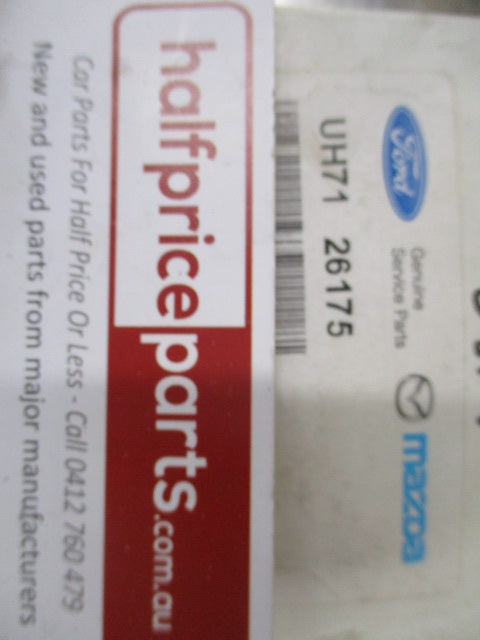 Ford
Genuine
Service Parts
mazda
UH71 26175
halfpriceparts.com.au
Car Parts For Half Price Or Less - Call 0412 760 479
New and used parts from major manufacturers